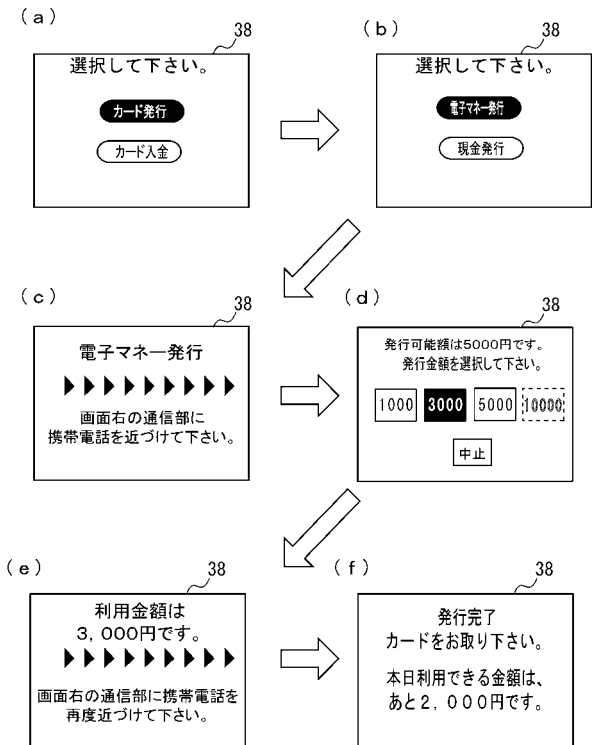 (a)
38
選択して下さい。
カード発行
カード入金
(b)
38
選択して下さい。
電子マネー発行
現金発行
(c)
38
電子マネー発行
画面右の通信部に
携帯電話を近づけて下さい。
(d)
38
発行可能額は5000円です。
発行金額を選択して下さい。
1000 3000 5000 10000
中止
(e)
38
利用金額は
3,000円です。
画面右の通信部に携帯電話を
再度近づけて下さい。
(f)
38
発行完了
カードをお取り下さい。
本日利用できる金額は、
あと2,000円です。